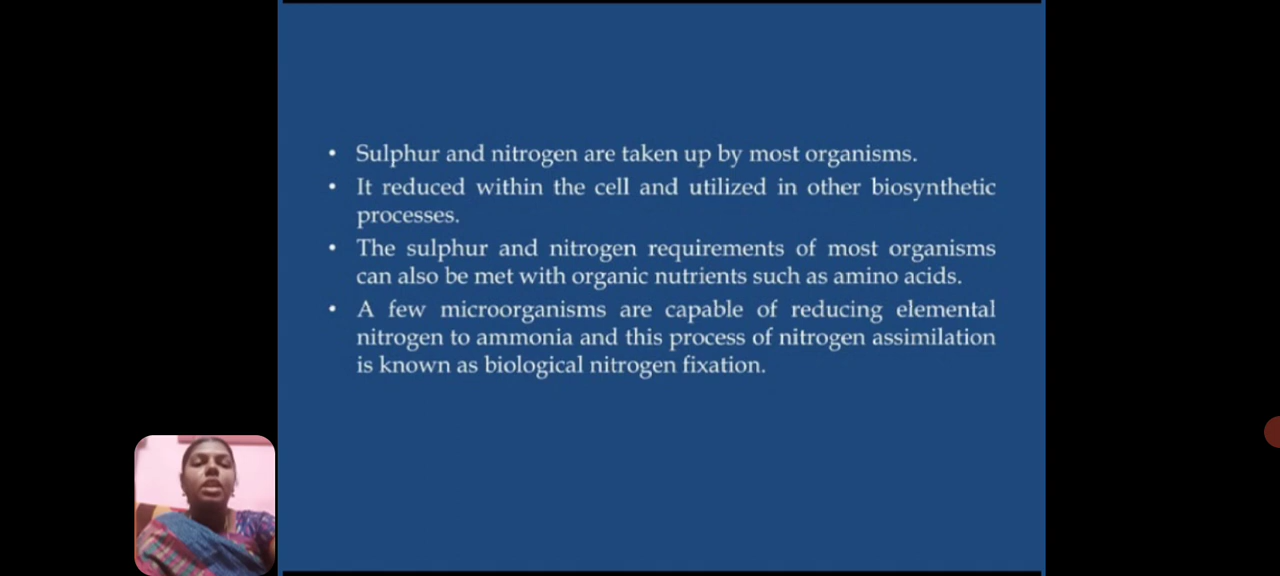 • Sulphur and nitrogen are taken up by most organisms.
• It reduced within the cell and utilized in other biosynthetic
processes.
• The sulphur and nitrogen requirements of most organisms
can also be met with organic nutrients such as amino acids.
• A few microorganisms are capable of reducing elemental
nitrogen to ammonia and this process of nitrogen assimilation
is known as biological nitrogen fixation.